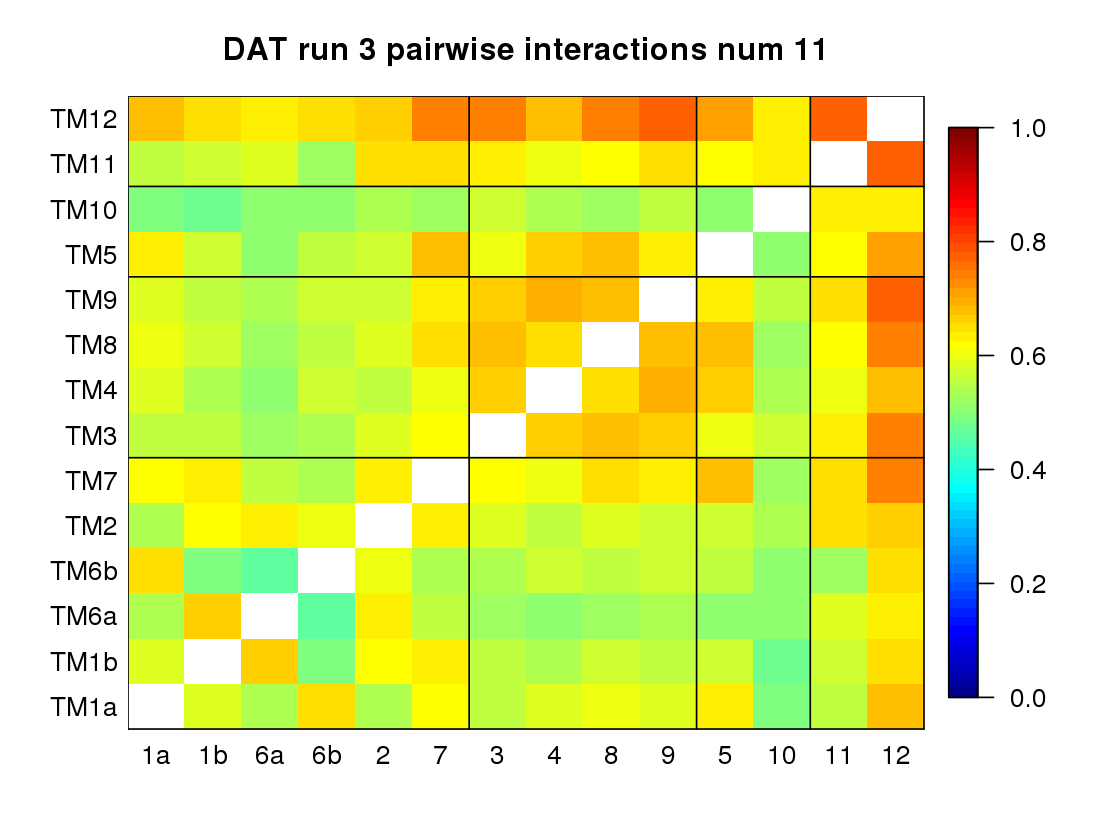 DAT run 3 pairwise interactions num 11
TM12
TM11
TM10
TM5
TM9
TM8
TM4
TM3
TM7
TM2
TM6b
TM6a
TM1b
TM1a
1a 1b 6a 6b 2 7 3 4 8 9 5 10 11 12
1.0
0.8
0.6
0.4
0.2
0.0